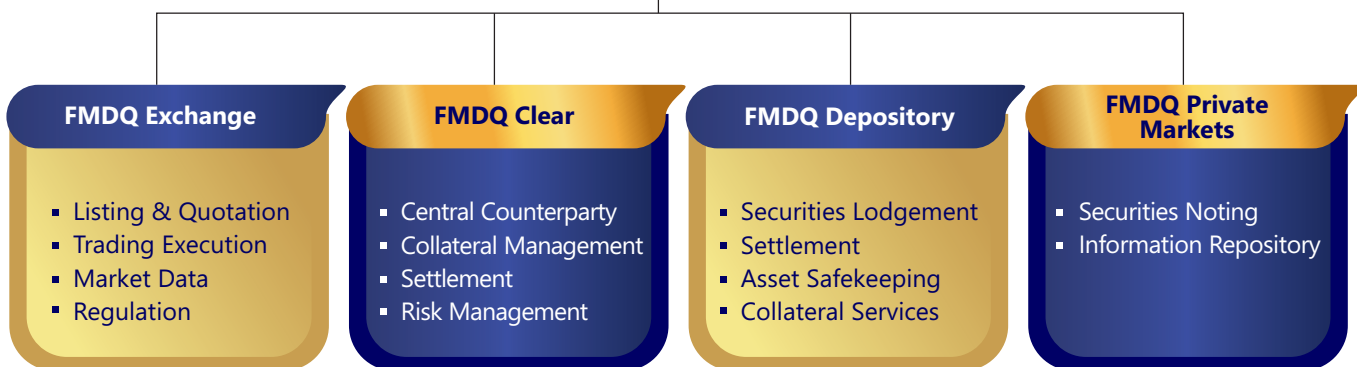 FMDQ Exchange
Listing & Quotation
Trading Execution
Market Data
Regulation
FMDQ Clear
Central Counterparty
Collateral Management
Settlement
Risk Management
FMDQ Depository
Securities Lodgement
Settlement
Asset Safekeeping
Collateral Services
FMDQ Private
Markets
Securities Noting
Information Repository